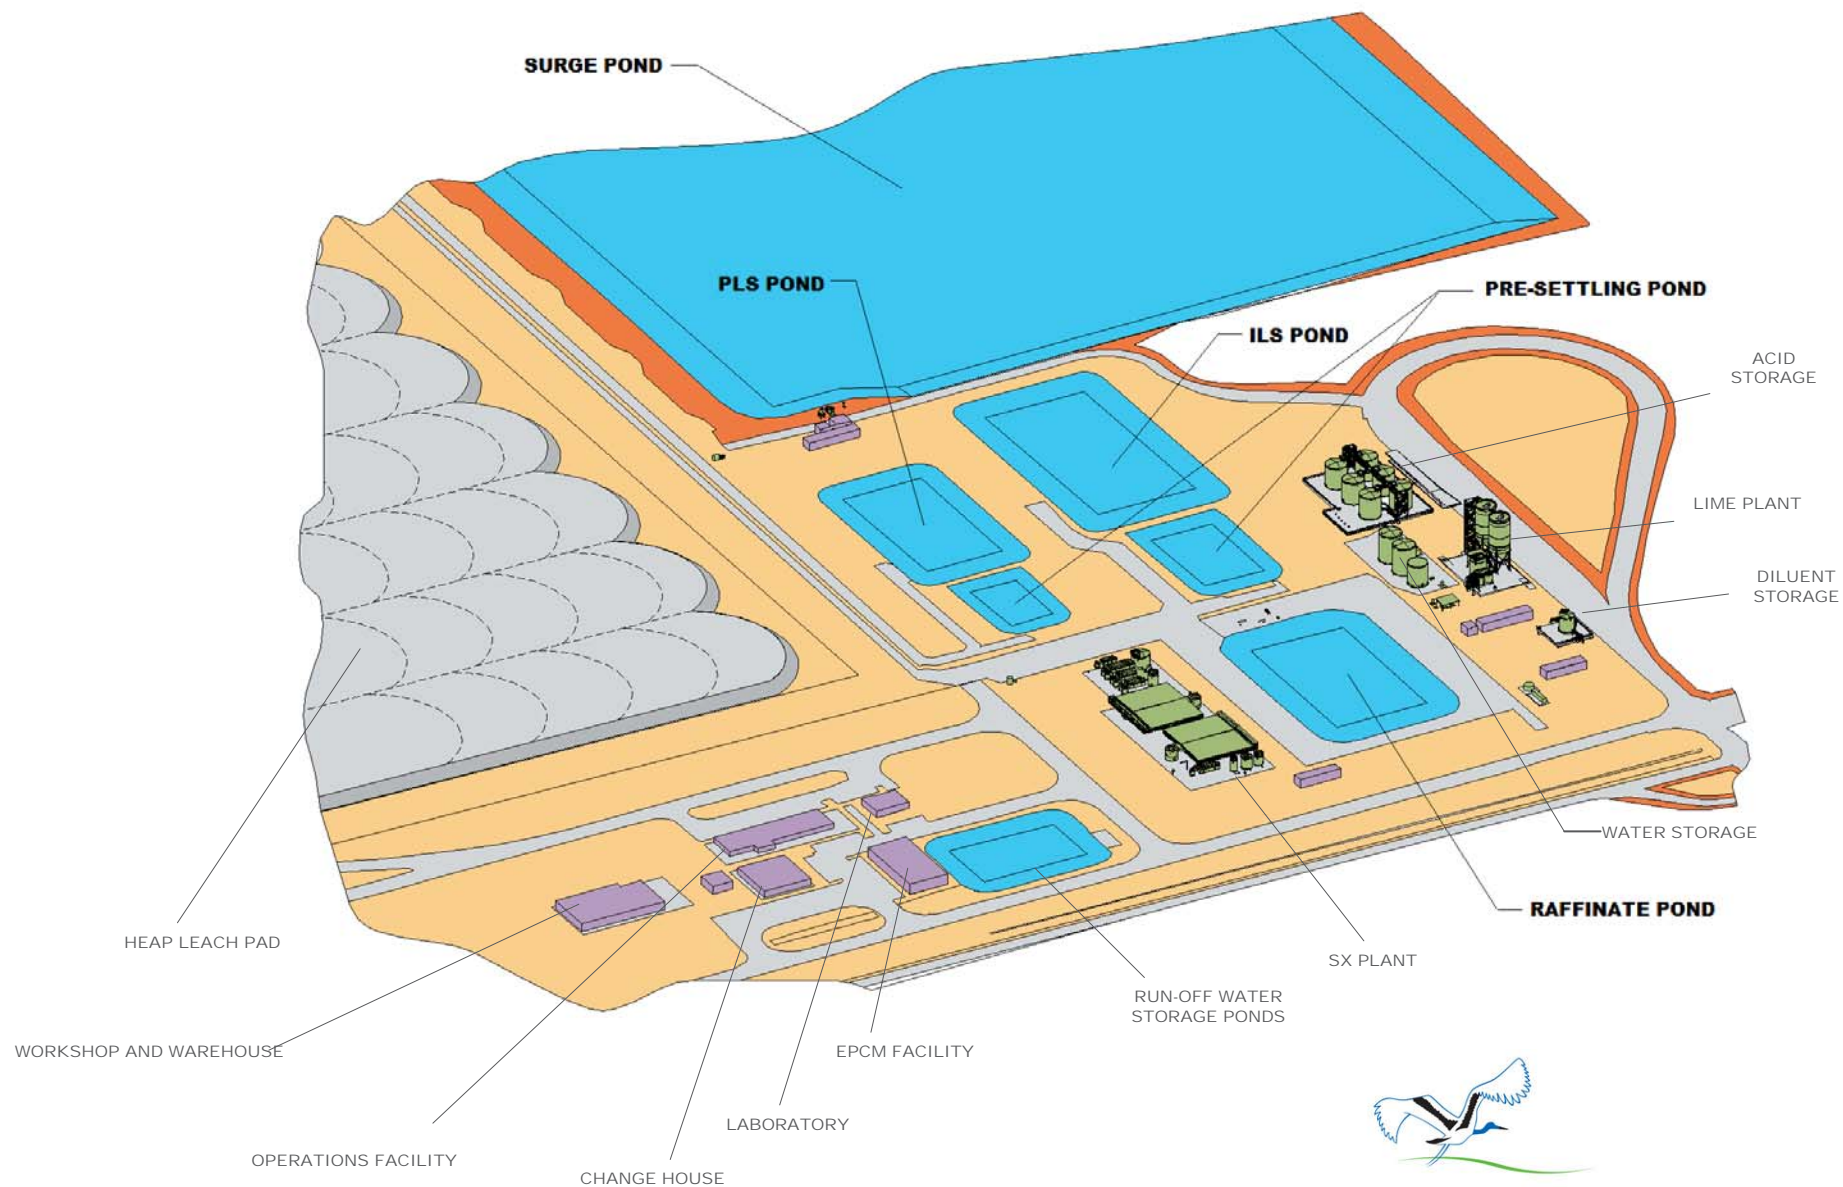 SURGE POND
PLS POND
PRE-SETTLING POND
ILS POND
ACID
STORAGE
LIME PLANT
DILUENT
STORAGE
WATER STORAGE
RAFFINATE POND
HEAP LEACH PAD
SX PLANT
RUN-OFF WATER
STORAGE PONDS
WORKSHOP AND WAREHOUSE
EPCM FACILITY
LABORATORY
OPERATIONS FACILITY
CHANGE HOUSE